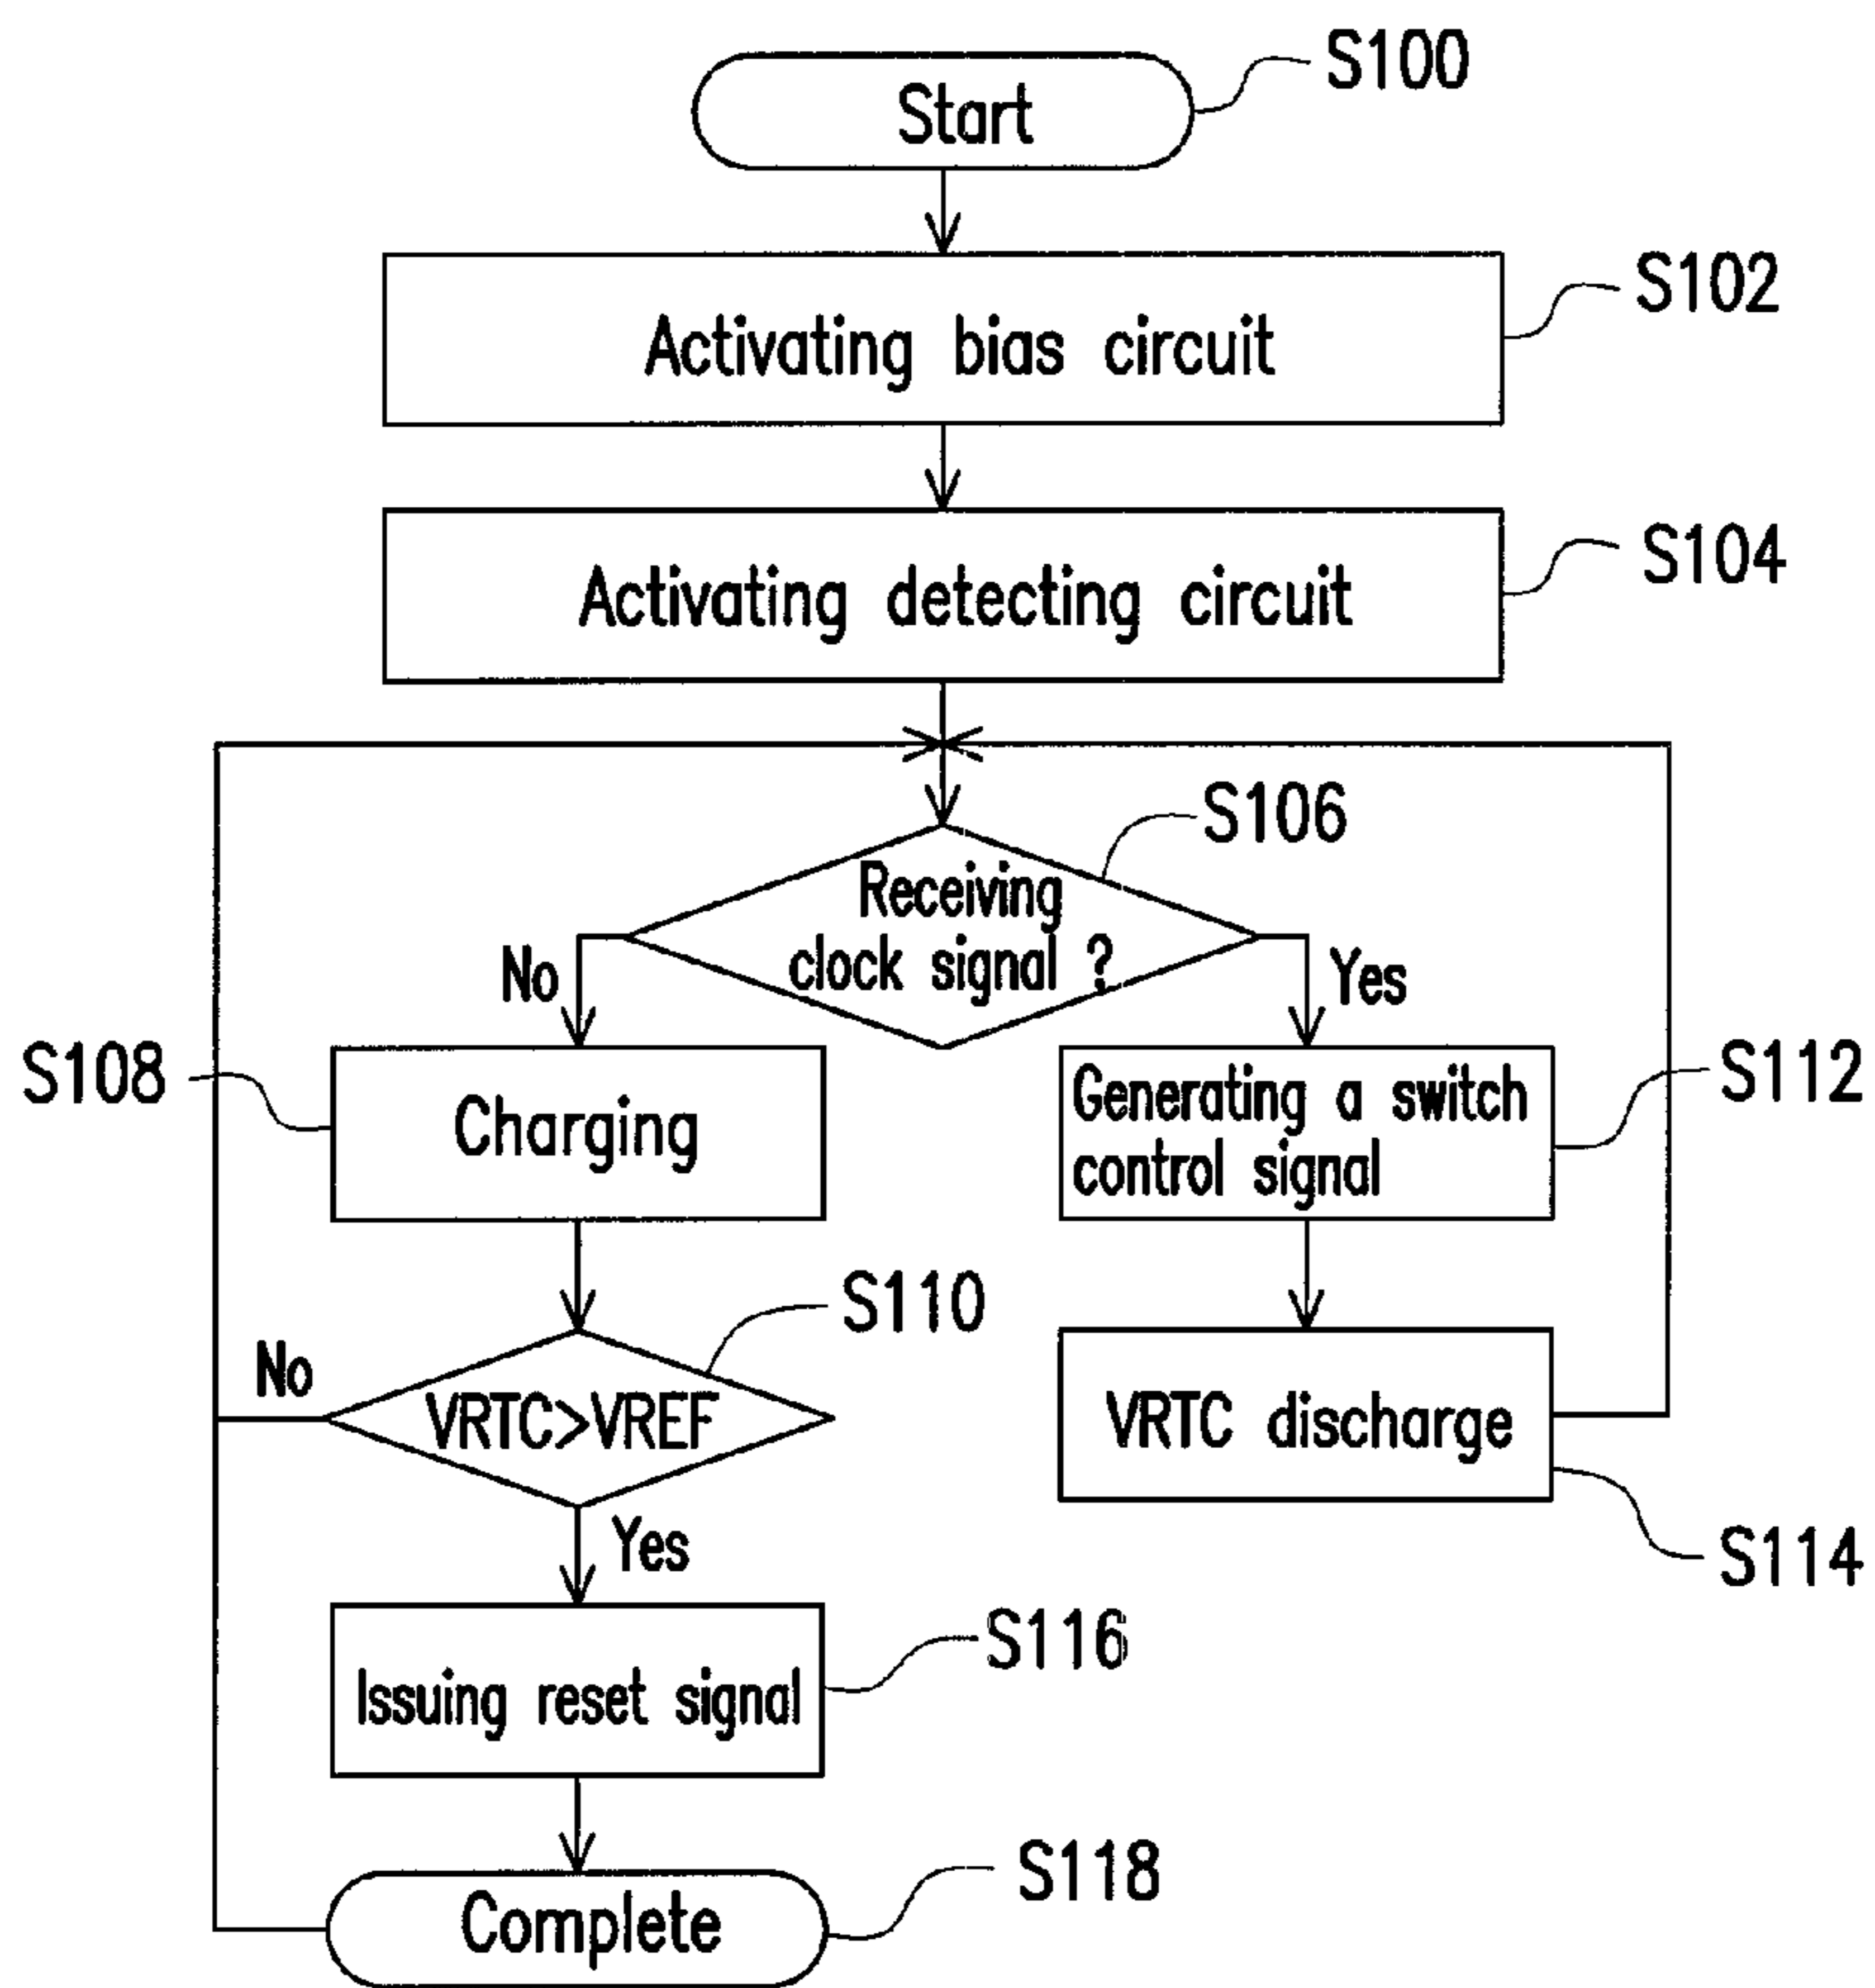 Start
S100
Activating bias circuit
S102
Activating detecting circuit
S104
S106
Receiving
clock signal ?
No
Yes
S108
Charging
Generating a switch
control signal
S112
S110
No
VRTC>VREF
VRTC discharge
Yes
S114
S116
Issuing reset signal
S118
Complete